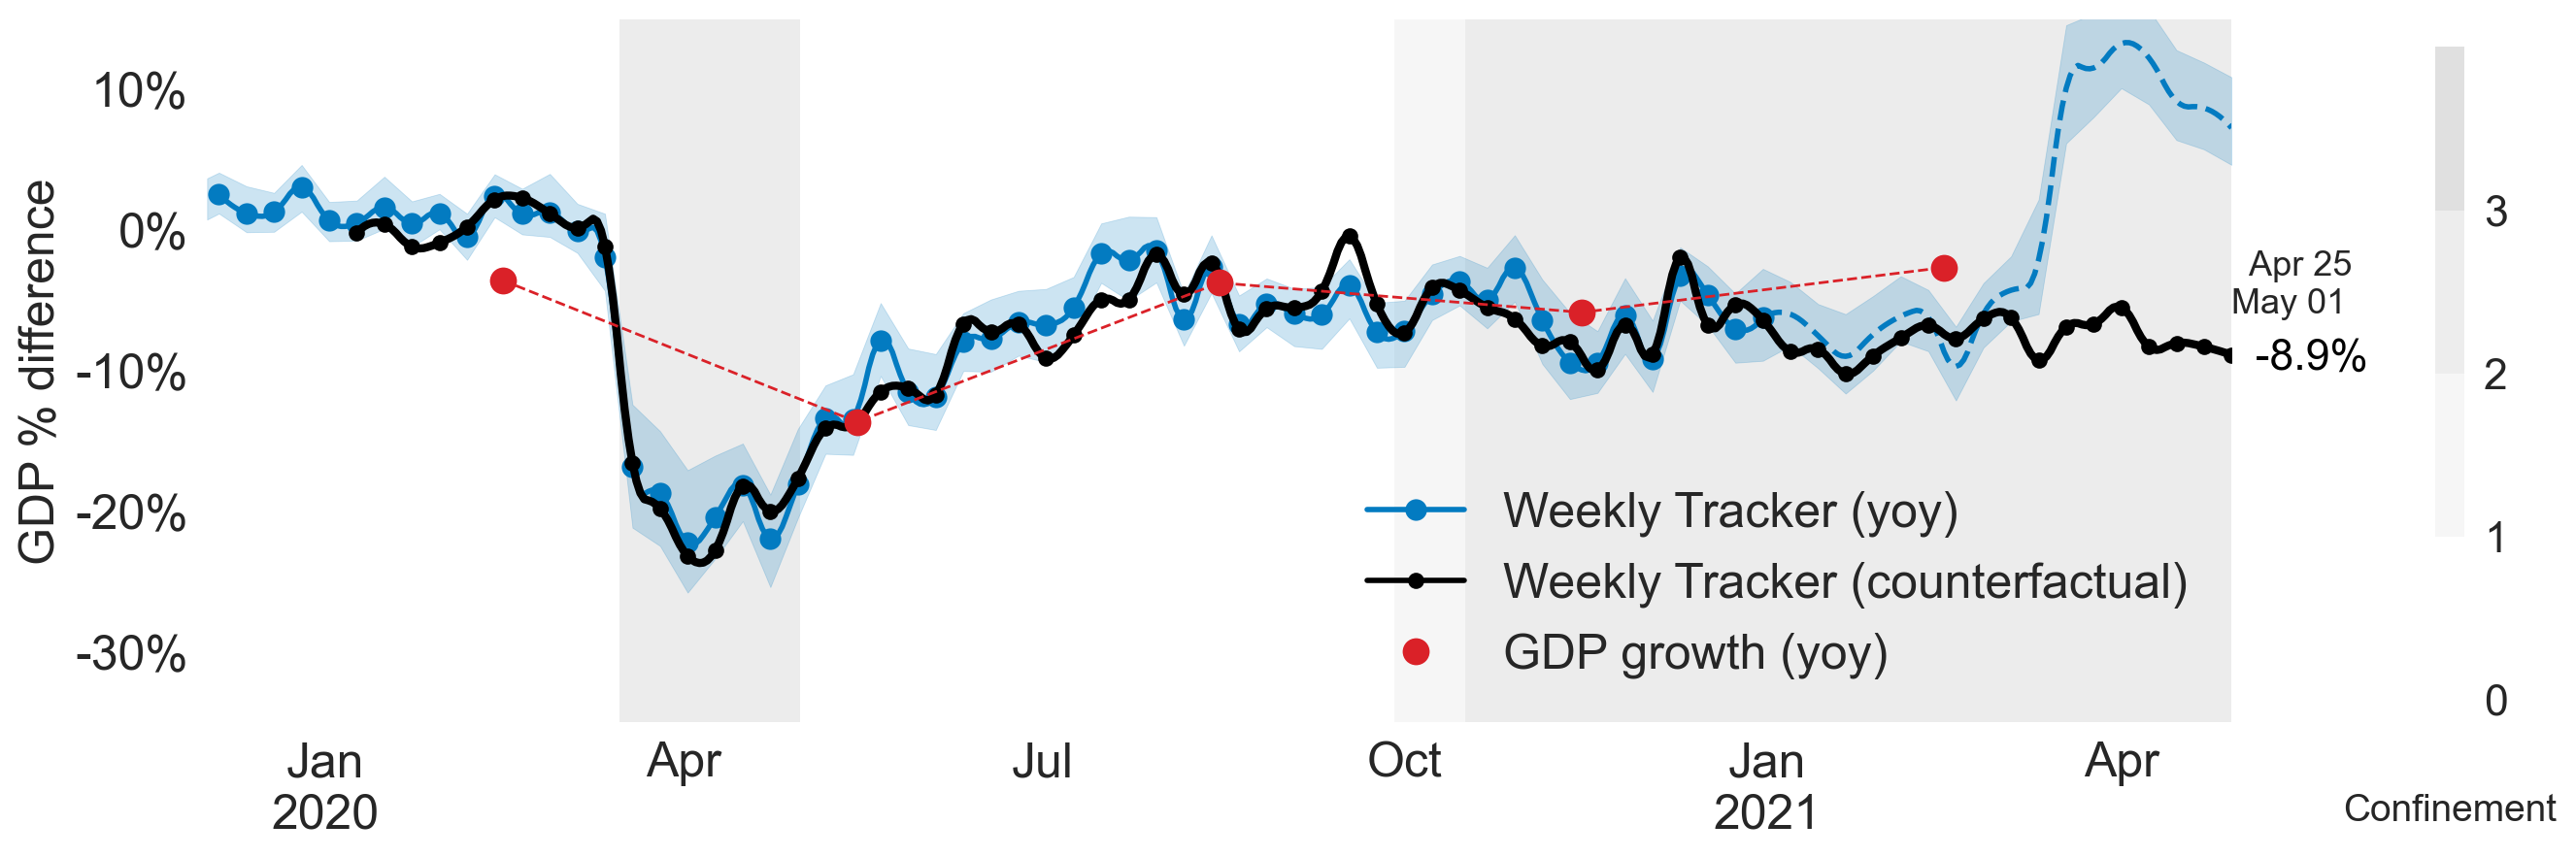 GDP % difference
10%
0%
-10%
-20%
-30%
Jan
2020
Apr
Jul
Oct
Jan
2021
Apr
Weekly Tracker (yoy)
Weekly Tracker (counterfactual)
GDP growth (yoy)
Apr 25
May 01
-8.9%
3
2
1
0
Confinement